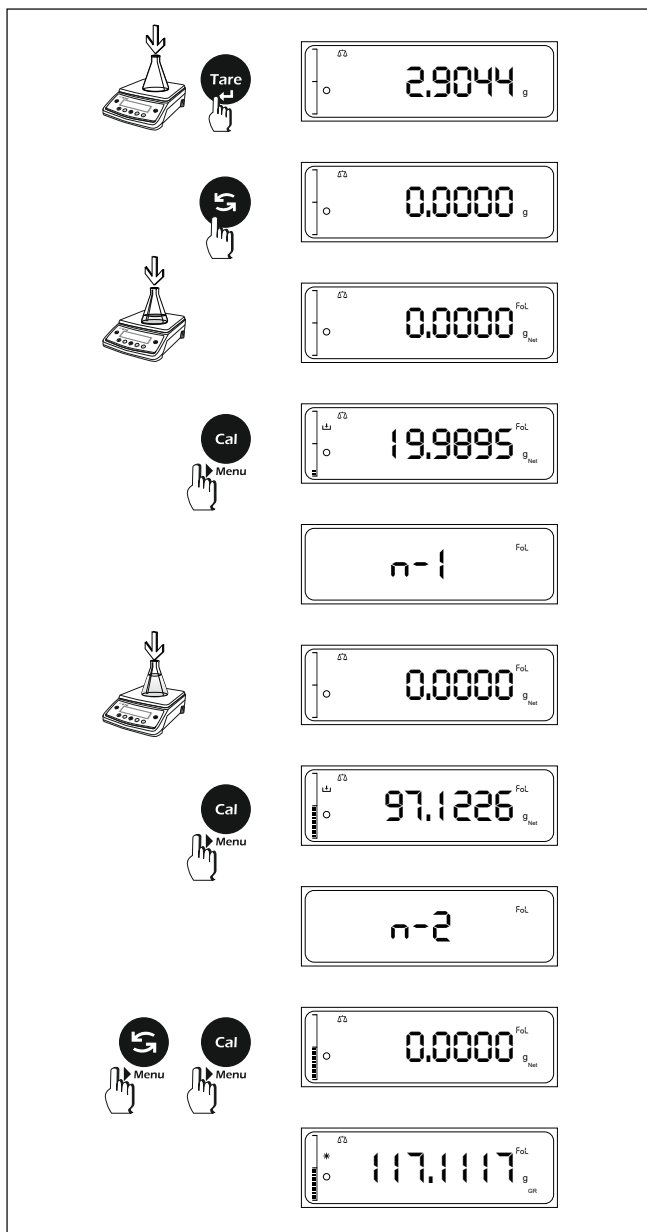 Tare
2.9044 g
0.0000 g
FoL
0.0000 g Net
Cal
Menu
FoL
19.9895 g Net
FoL
n-1
FoL
0.0000 g Net
Cal
Menu
FoL
97.1226 g Net
FoL
n-2
Menu
Cal
Menu
FoL
0.0000 g Net
FoL
117.1117 g GR